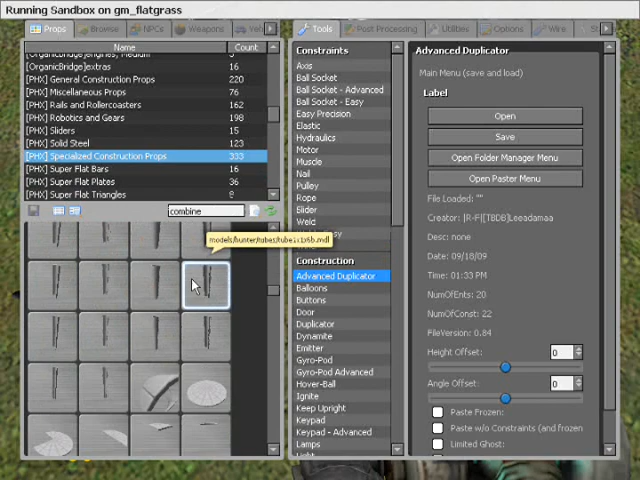 Running Sandbox on gm_flatgrass
Props
Browse
NPCs
Weapons
Name
Count
16
[PHX] General Construction Props 220
[PHX] Miscellaneous Props 76
[PHX] Rails and Rollercoasters 162
[PHX] Robotics and Gears 198
[PHX] Sliders 15
[PHX] Solid Steel 123
[PHX] Specialized Construction Props 333
[PHX] Super Flat Bars 16
[PHX] Super Flat Plates 36
[PHX] Super Flat Triangles
combine
Tools
Post Processing
Utilities
Options
Wire
Constraints
Axis
Ball Socket
Ball Socket - Advanced
Ball Socket - Easy
Easy Precision
Elastic
Hydraulics
Motor
Muscle
Nail
Pulley
Rope
Slider
Weld
Construction
Advanced Duplicator
Balloons
Buttons
Door
Duplicator
Dynamite
Emitter
Gyro-Pod
Gyro-Pod Advanced
Hover-Ball
Ignite
Keep Upright
Keypad
Keypad - Advanced
Lamps
Light
Advanced Duplicator
Main Menu (save and load)
Label
Open
Save
Open Folder Manager Menu
Open Paster Menu
File Loaded: ""
Creator: |R-F|[TBDB]Leeadamaa
Desc: none
Date: 09/18/09
Time: 01:33 PM
NumOfEnts: 20
NumOfConst: 22
FileVersion: 0.84
Height Offset: 0
Angle Offset: 0
Paste Frozen:
Paste w/o Constraints (and frozen
Limited Ghost: